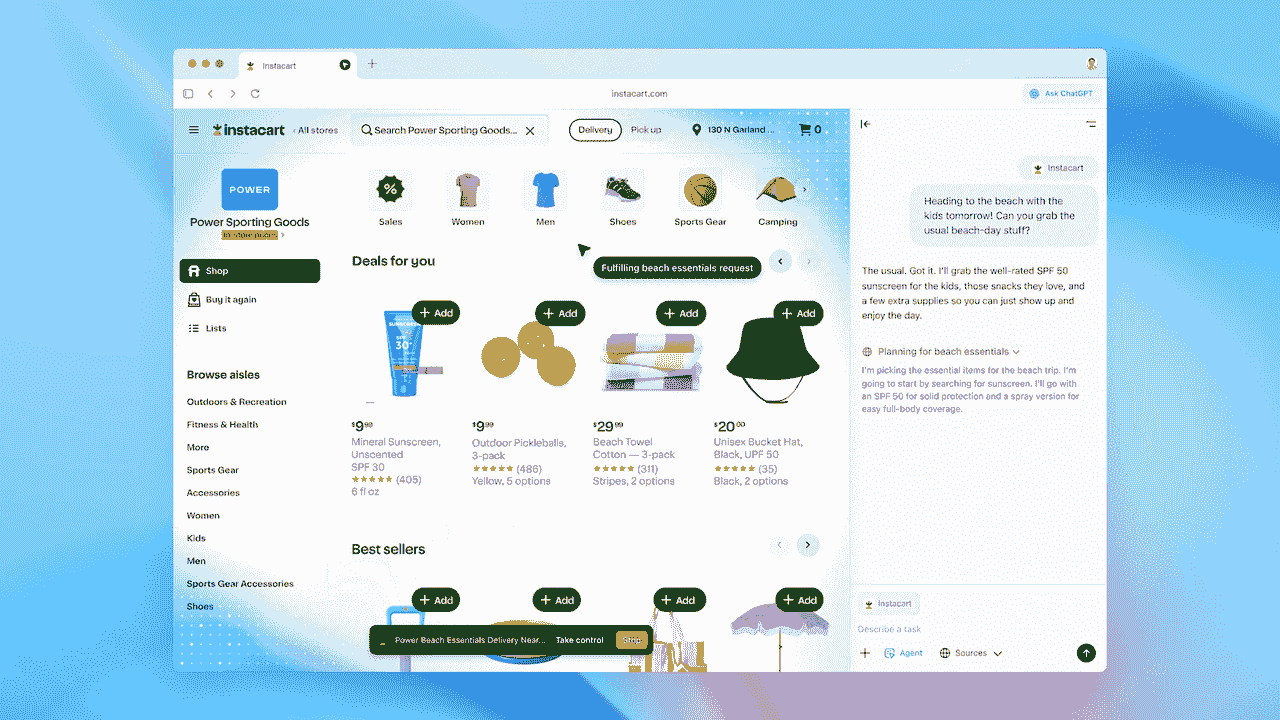 Instacart
instacart.com
Ask ChatGPT
instacart
All stores
Search Power Sporting Goods...
Delivery
Pick up
130 N Garland ...
0
POWER
Power Sporting Goods
In-store prices
Shop
Buy it again
Lists
Browse aisles
Outdoors & Recreation
Fitness & Health
More
Sports Gear
Accessories
Women
Kids
Men
Sports Gear Accessories
Shoes
Sales
Women
Men
Shoes
Sports Gear
Camping
Deals for you
Fulfilling beach essentials request
+ Add
+ Add
+ Add
+ Add
SUNSCREEN
SPF
30
$9.99
Mineral Sunscreen,
Unscented
SPF 30
(405)
6 fl oz
$9.99
Outdoor Pickleballs,
3-pack
(486)
Yellow, 5 options
$29.99
Beach Towel
Cotton — 3-pack
(311)
Stripes, 2 options
$20.00
Unisex Bucket Hat,
Black, UPF 50
(35)
Black, 2 options
Best sellers
+ Add
+ Add
+ Add
+ Add
Power Beach Essentials Delivery Near...
Take control
Stop
Instacart
Heading to the beach with the
kids tomorrow! Can you grab the
usual beach-day stuff?
The usual. Got it. I'll grab the well-rated SPF 50
sunscreen for the kids, those snacks they love, and
a few extra supplies so you can just show up and
enjoy the day.
Planning for beach essentials
I'm picking the essential items for the beach trip. I'm
going to start by searching for sunscreen. I'll go with
an SPF 50 for solid protection and a spray version for
easy full-body coverage.
Instacart
Describe a task
Agent
Sources